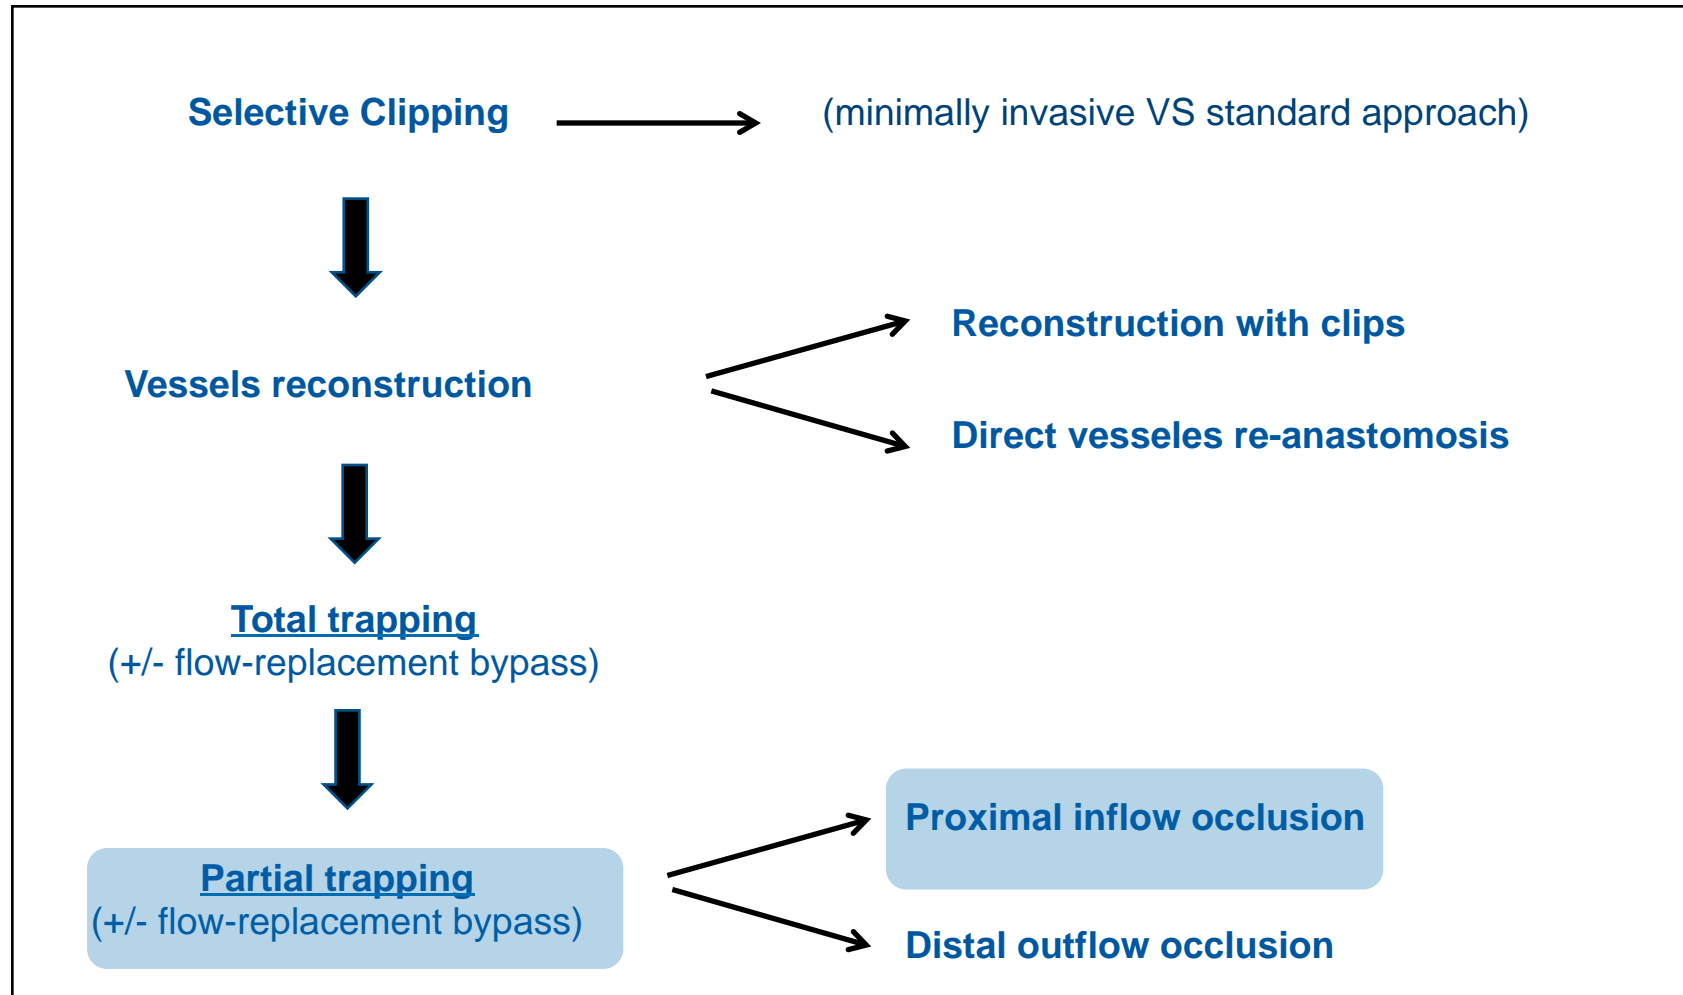 Selective Clipping
(minimally invasive VS standard approach)
Vessels reconstruction
Reconstruction with clips
Direct vesseles re-anastomosis
Total trapping
(+/- flow-replacement bypass)
Partial trapping
(+/- flow-replacement bypass)
Proximal inflow occlusion
Distal outflow occlusion